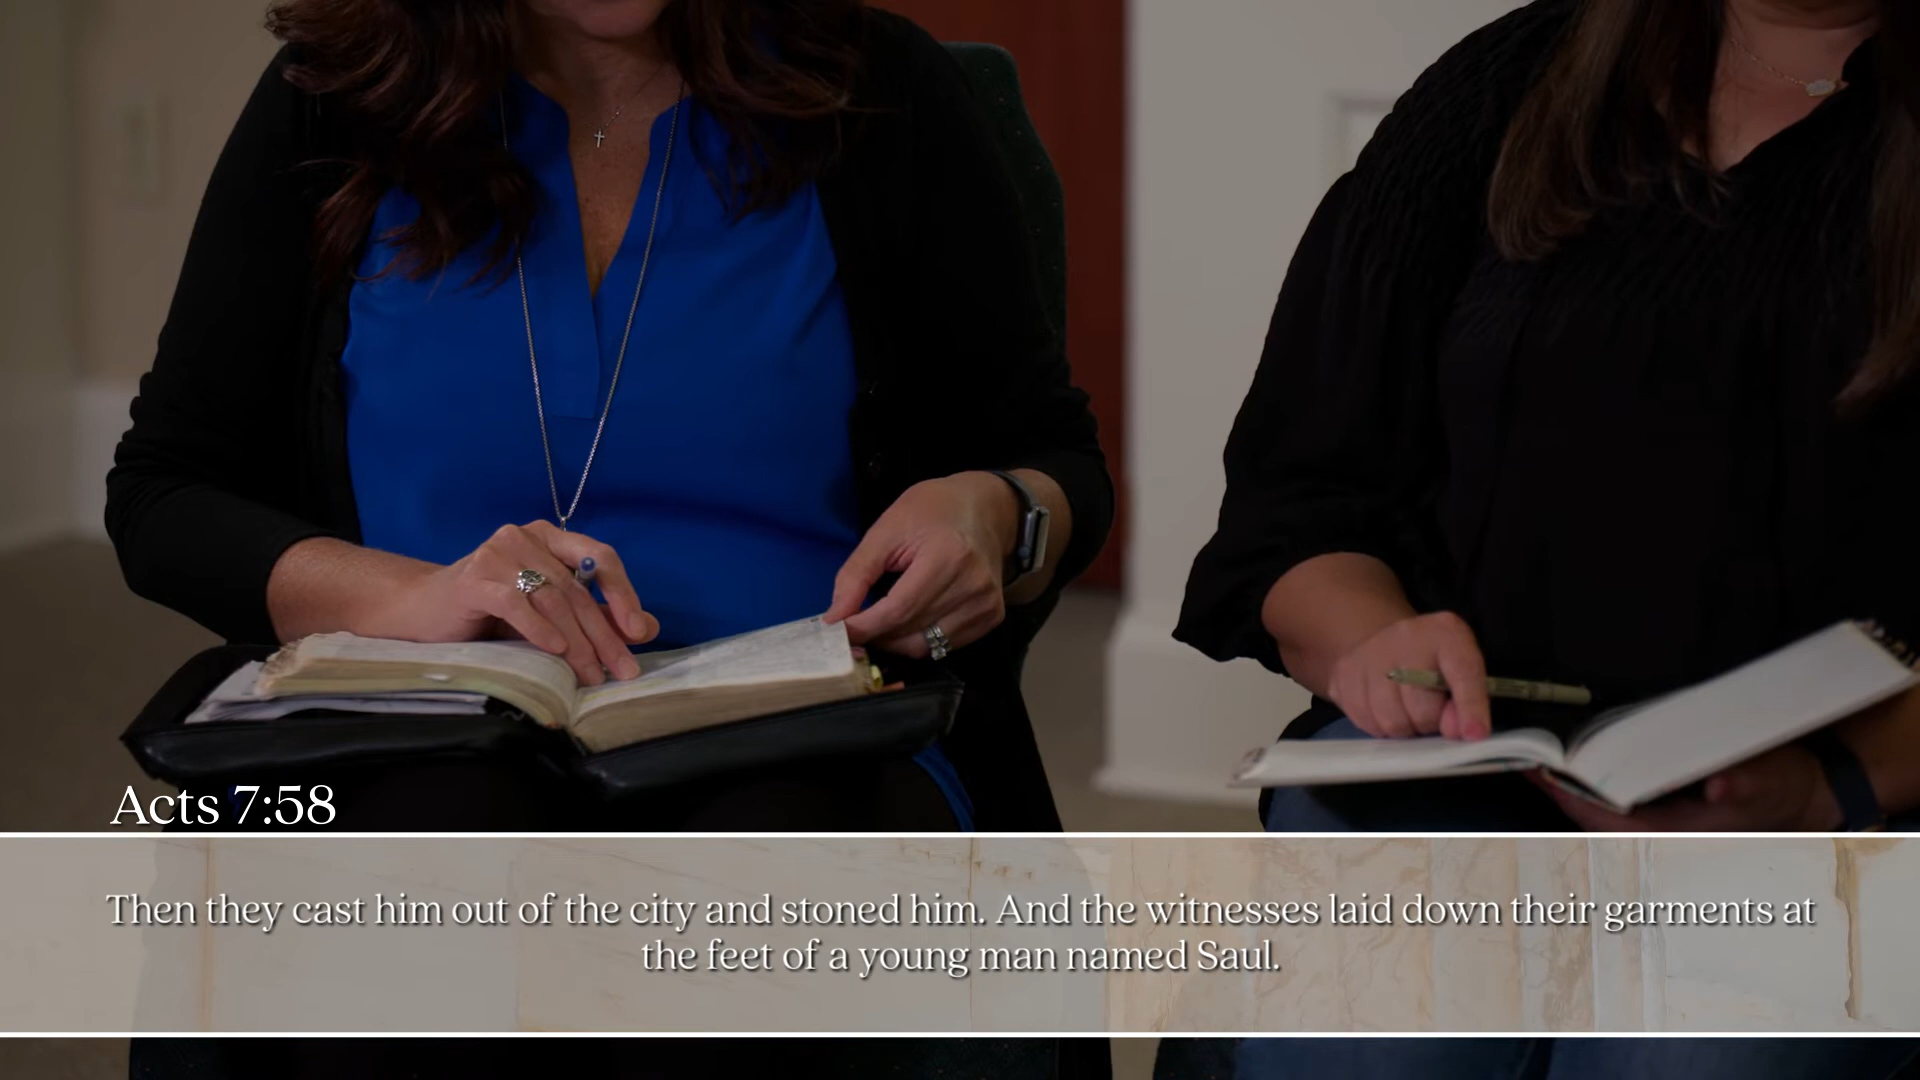 Acts 7:58
Then they cast him out of the city and stoned him. And the witnesses laid down their garments at
the feet of a young man named Saul.